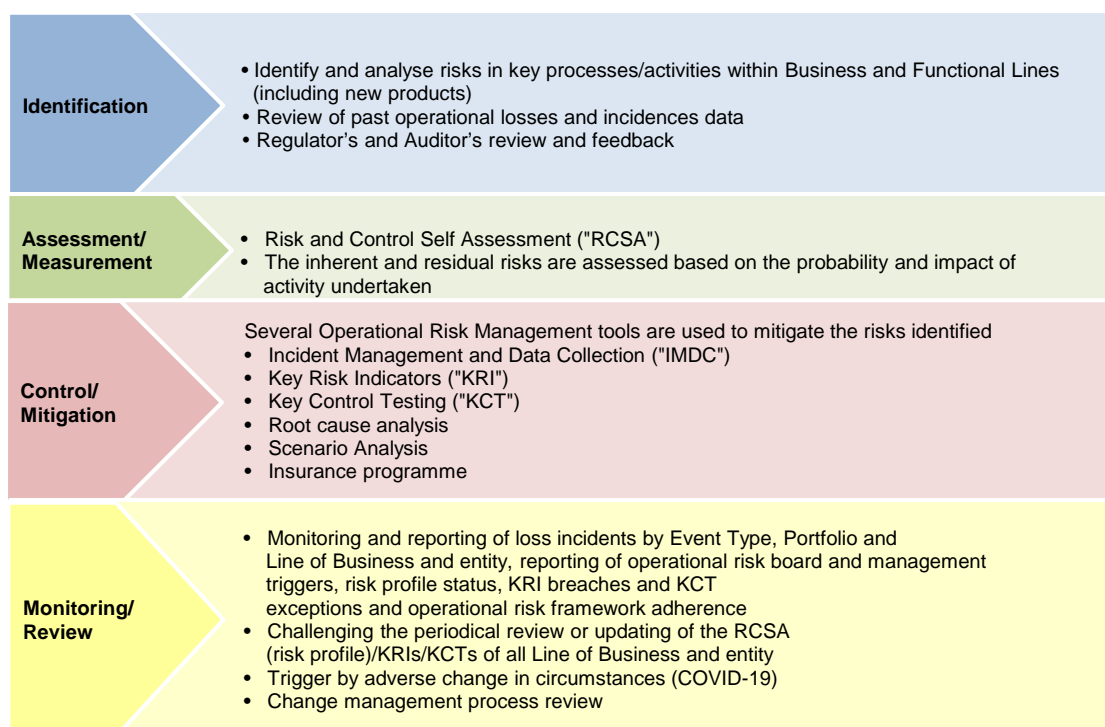 Identification
• Identify and analyse risks in key processes/activities within Business and Functional Lines
(including new products)
• Review of past operational losses and incidences data
• Regulator's and Auditor's review and feedback
Assessment/
Measurement
• Risk and Control Self Assessment ("RCSA")
• The inherent and residual risks are assessed based on the probability and impact of
activity undertaken
Control/
Mitigation
Several Operational Risk Management tools are used to mitigate the risks identified
• Incident Management and Data Collection ("IMDC")
• Key Risk Indicators ("KRI")
• Key Control Testing ("KCT")
• Root cause analysis
• Scenario Analysis
• Insurance programme
Monitoring/
Review
• Monitoring and reporting of loss incidents by Event Type, Portfolio and
Line of Business and entity, reporting of operational risk board and management
triggers, risk profile status, KRI breaches and KCT
exceptions and operational risk framework adherence
• Challenging the periodical review or updating of the RCSA
(risk profile)/KRIs/KCTs of all Line of Business and entity
• Trigger by adverse change in circumstances (COVID-19)
• Change management process review